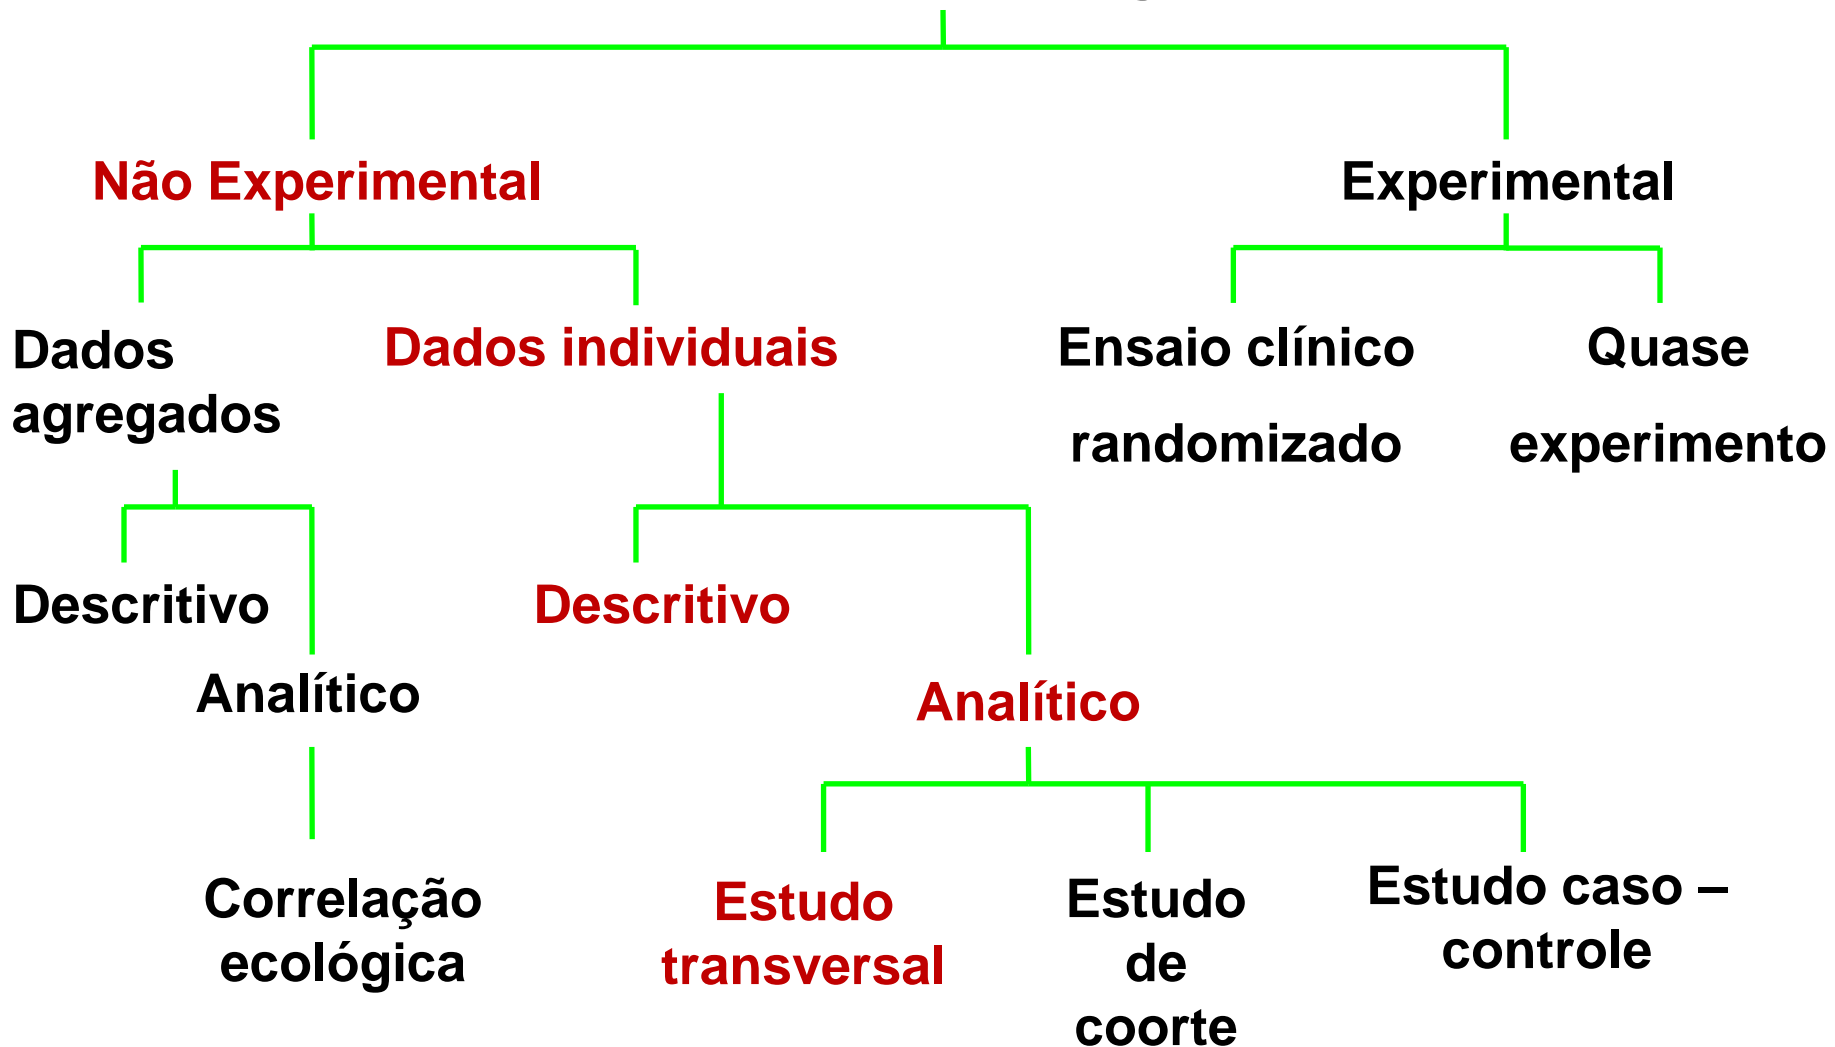 Não Experimental
Experimental
Dados
agregados
Dados individuais
Ensaio clínico
randomizado
Quase
experimento
Descritivo
Analítico
Descritivo
Analítico
Correlação
ecológica
Estudo
transversal
Estudo
de
coorte
Estudo caso –
controle